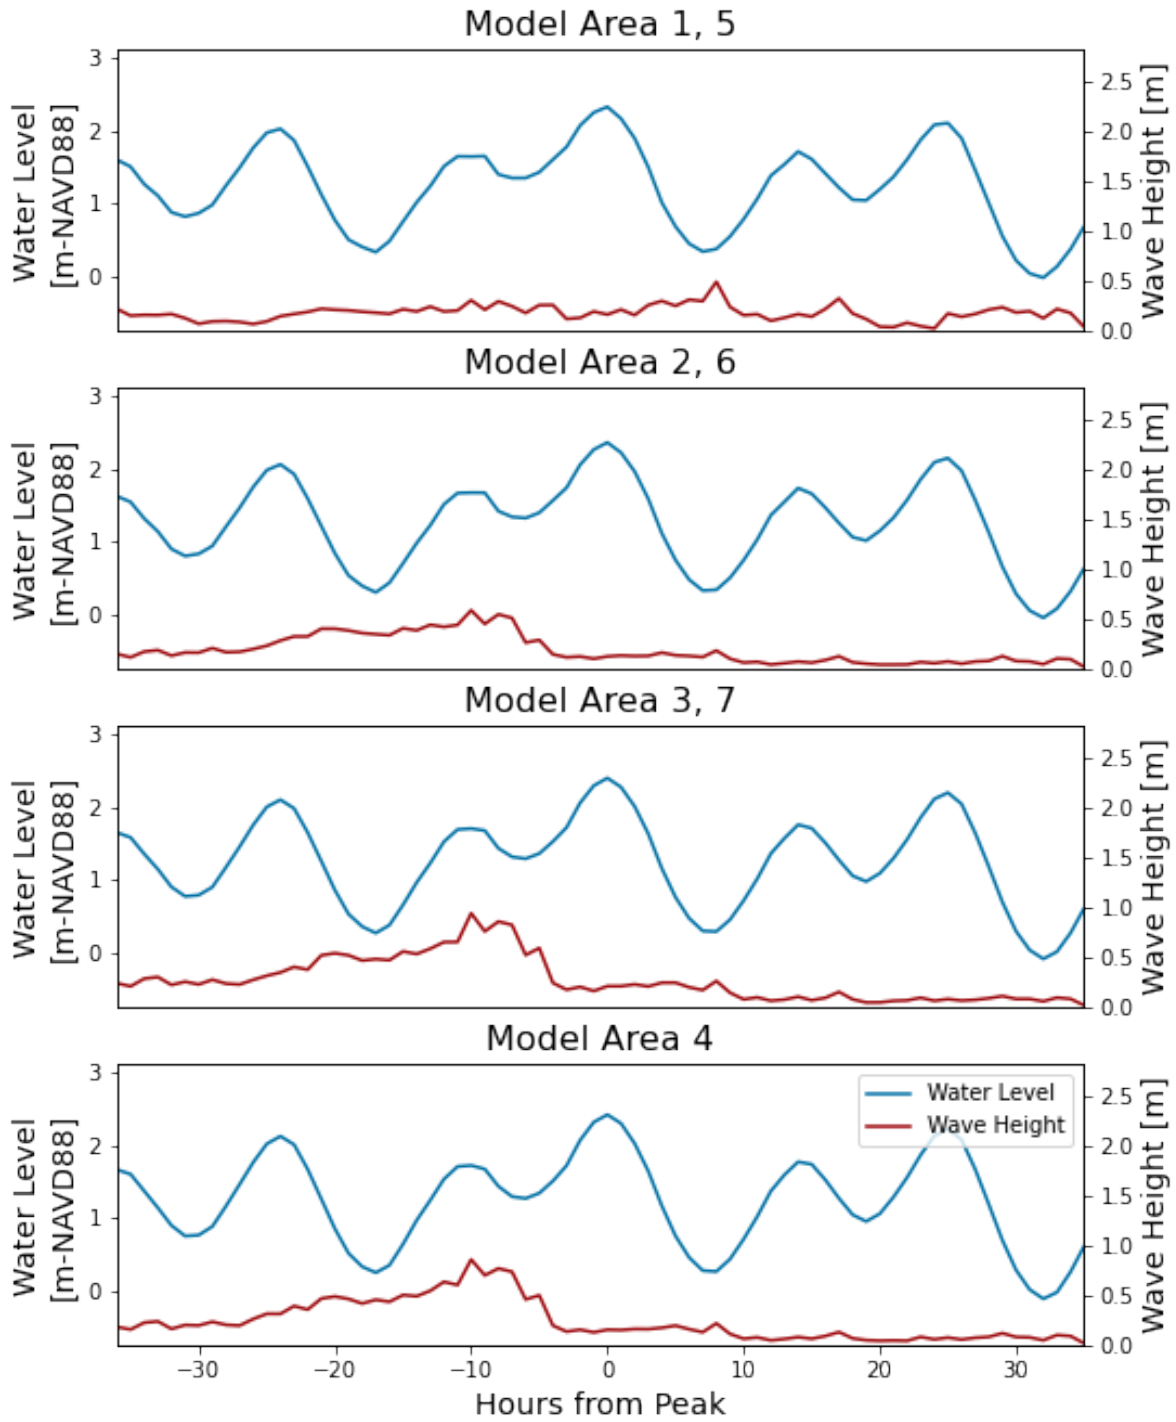 Model Area 1, 5
Water Level
[m-NAVD88]
3
2
1
0
2.5
2.0
1.5
1.0
0.5
0.0
Wave Height [m]
Model Area 2, 6
Water Level
[m-NAVD88]
3
2
1
0
2.5
2.0
1.5
1.0
0.5
0.0
Wave Height [m]
Model Area 3, 7
Water Level
[m-NAVD88]
3
2
1
0
2.5
2.0
1.5
1.0
0.5
0.0
Wave Height [m]
Model Area 4
Water Level
[m-NAVD88]
3
2
1
0
Water Level
Wave Height
2.5
2.0
1.5
1.0
0.5
0.0
Wave Height [m]
−30 −20 −10 0 10 20 30
Hours from Peak